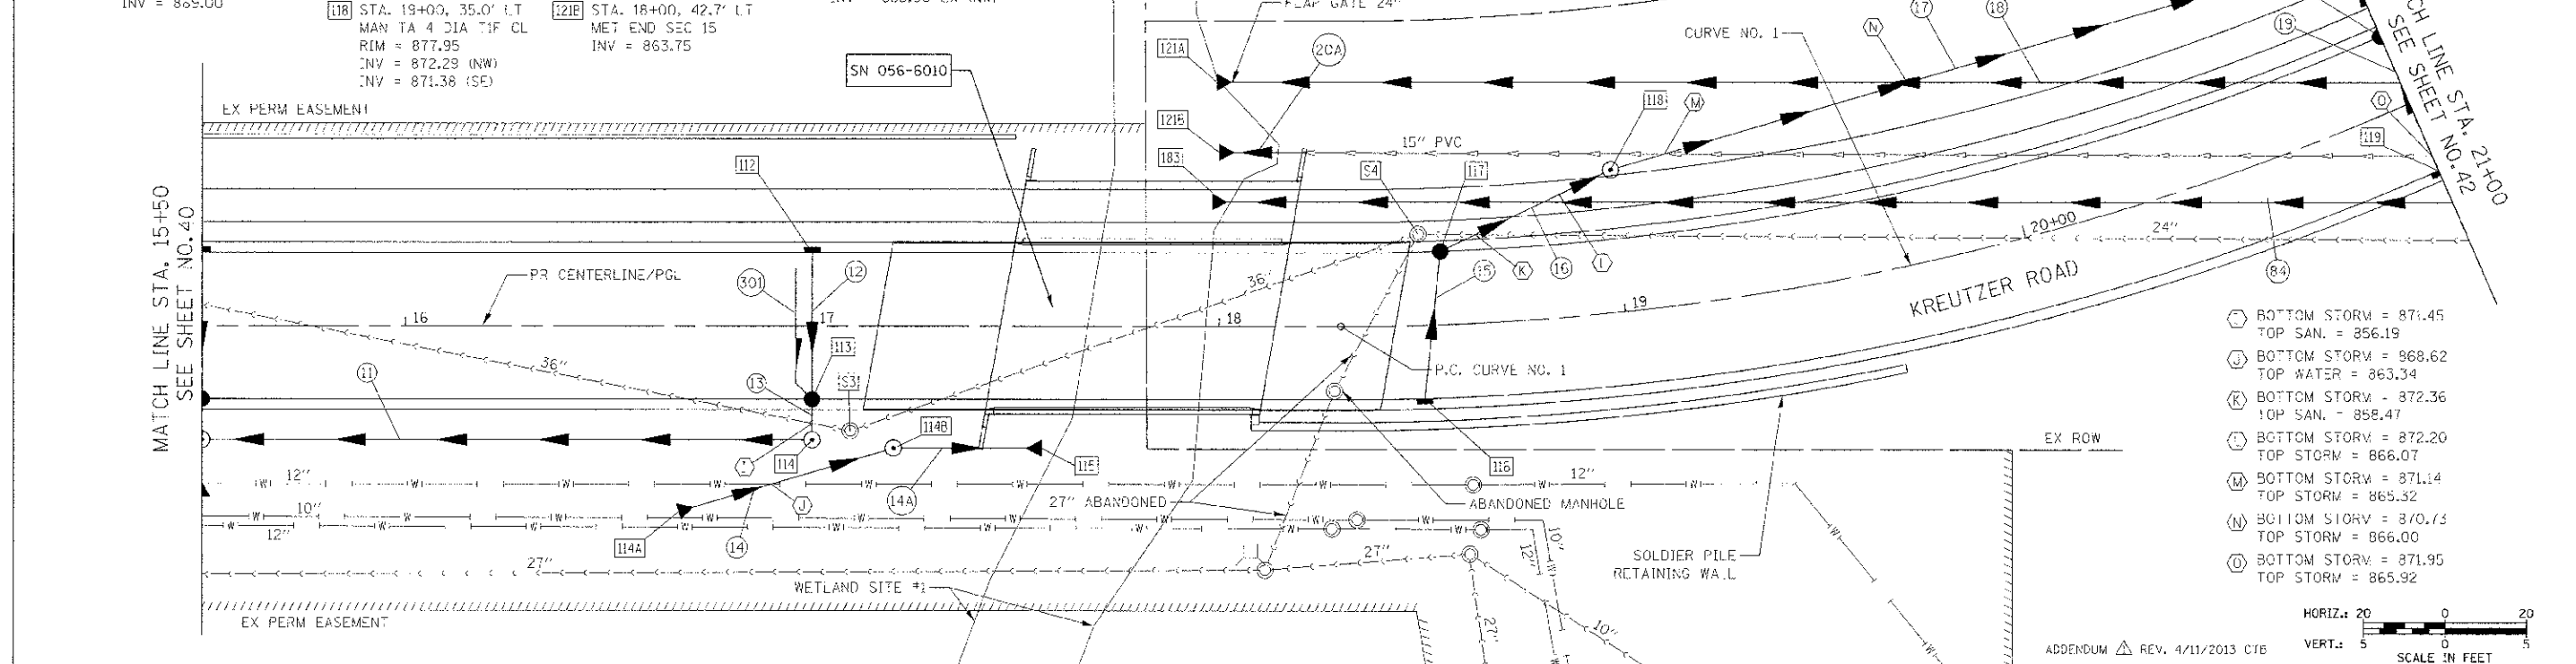 INV = 869.00
118 STA. 19+00, 35.0' LT
MAN TA 4 DIA T1F CL
RIM = 877.95
INV = 872.29 (NW)
INV = 871.38 (SE)
121B STA. 18+00, 42.7' LT
MET END SEC 15
INV = 863.75
FLAP GATE 24"
SN 056-6010
EX PERM EASEMENT
121A
20A
CURVE NO. 1
N
17
18
19
MATCH LINE STA. 21+00
SEE SHEET NO. 42
121B
183
15" PVC
118
M
O
119
112
S4
117
MATCH LINE STA. 15+50
SEE SHEET NO. 40
PR CENTERLINE/PGL
301
12
36"
15
K
16
L
20+00
24"
84
KREUTZER ROAD
16
17
18
19
36"
11
13
113
S3
P.C. CURVE NO. 1
I
114
114B
14A
115
116
EX ROW
12"
10"
12"
J
114A
14
27" ABANDONED
ABANDONED MANHOLE
12"
10"
12"
27"
27"
27"
10"
SOLDIER PILE
RETAINING WALL
WETLAND SITE #1
EX PERM EASEMENT
I BOTTOM STORM = 871.45
TOP SAN. = 856.19
J BOTTOM STORM = 868.62
TOP WATER = 863.34
K BOTTOM STORM = 872.36
TOP SAN. = 858.47
L BOTTOM STORM = 872.20
TOP STORM = 866.07
M BOTTOM STORM = 871.14
TOP STORM = 865.32
N BOTTOM STORM = 870.73
TOP STORM = 866.00
O BOTTOM STORM = 871.95
TOP STORM = 865.92
HORIZ.: 20 0 20
VERT.: 5 0 5
SCALE IN FEET
ADDENDUM 1 REV. 4/11/2013 CTB